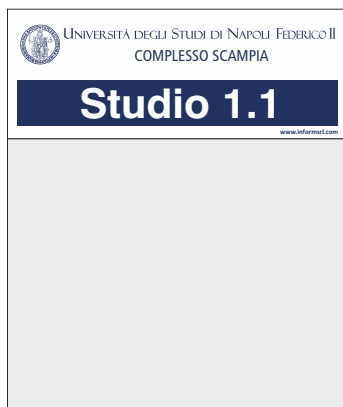 Università degli Studi di Napoli Federico II
COMPLESSO SCAMPIA
Studio 1.1
www.informsrl.com